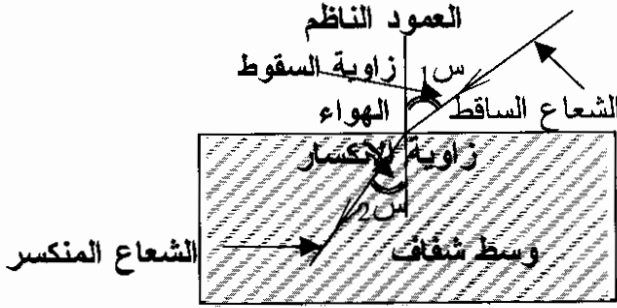 العمود الناظم
زاوية السقوط
س1
الشعاع الساقط
الهواء
زاوية الانكسار
س2
الشعاع المنكسر
وسط شفاف